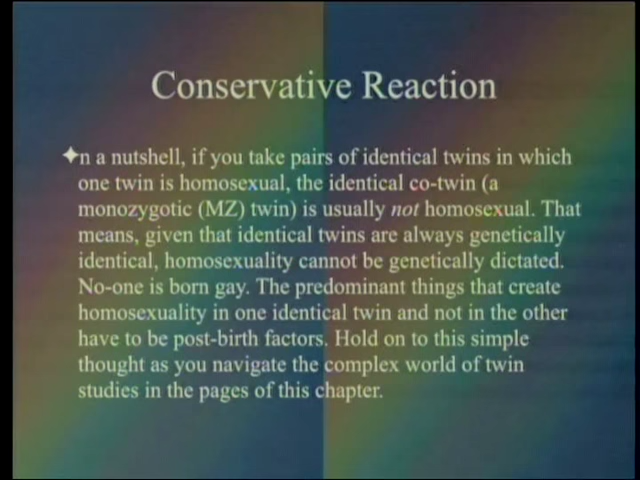 Conservative Reaction
n a nutshell, if you take pairs of identical twins in which
one twin is homosexual, the identical co-twin (a
monozygotic (MZ) twin) is usually not homosexual. That
means, given that identical twins are always genetically
identical, homosexuality cannot be genetically dictated.
No-one is born gay. The predominant things that create
homosexuality in one identical twin and not in the other
have to be post-birth factors. Hold on to this simple
thought as you navigate the complex world of twin
studies in the pages of this chapter.